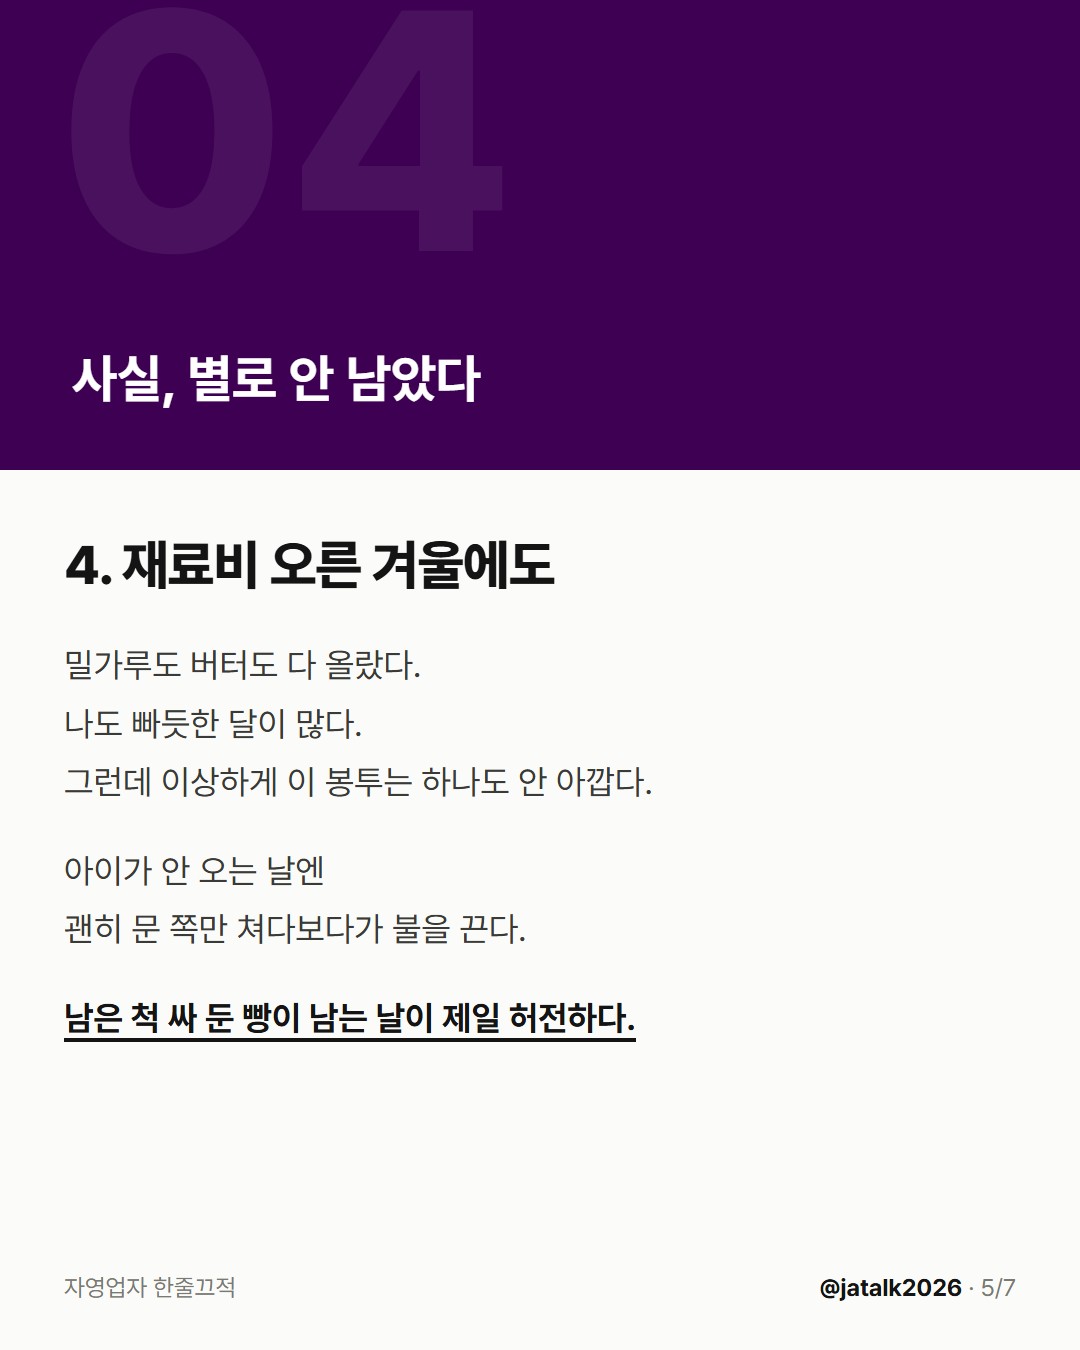 04
사실, 별로 안 남았다
4. 재료비 오른 겨울에도
밀가루도 버터도 다 올랐다.
나도 빠듯한 달이 많다.
그런데 이상하게 이 봉투는 하나도 안 아깝다.
아이가 안 오는 날엔
괜히 문 쪽만 쳐다보다가 불을 끈다.
남은 척 싸 둔 빵이 남는 날이 제일 허전하다.
자영업자 한줄끄적
@jatalk2026 · 5/7